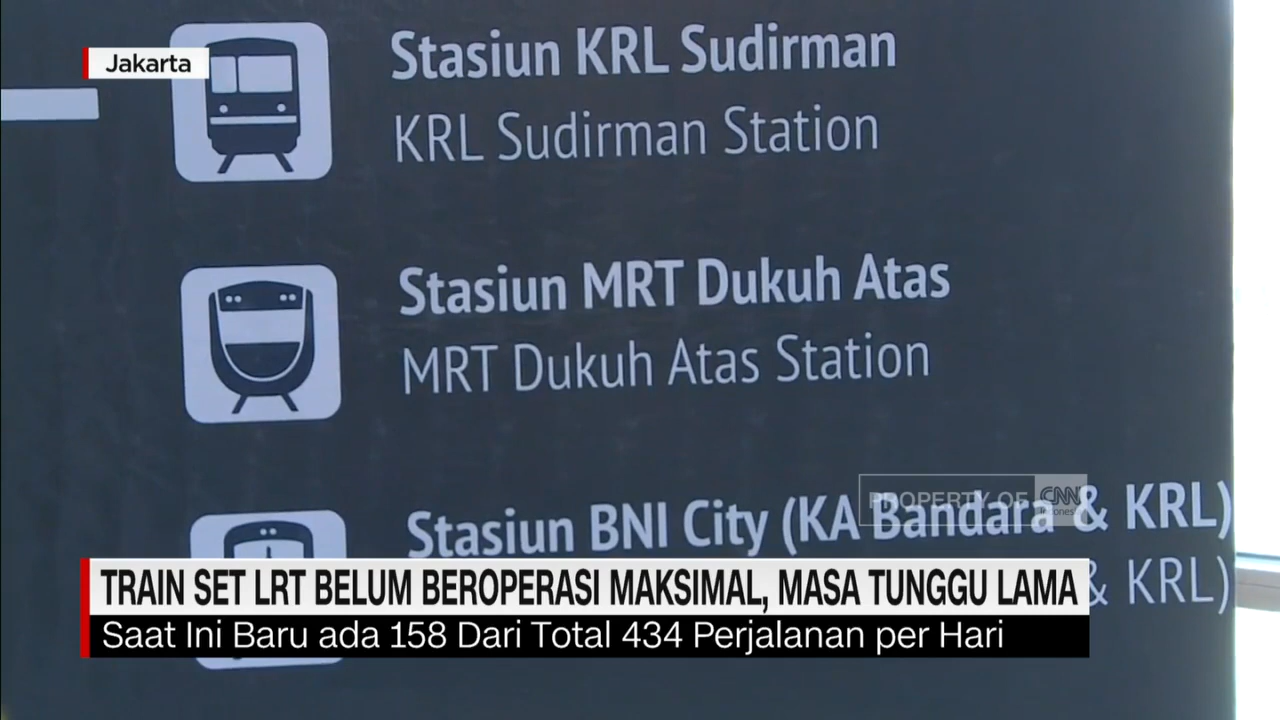 Jakarta
Stasiun KRL Sudirman
KRL Sudirman Station
Stasiun MRT Dukuh Atas
MRT Dukuh Atas Station
Stasiun BNI City (KA Bandara & KRL)
PROPERTY OF CNN Indonesia
& KRL)
TRAIN SET LRT BELUM BEROPERASI MAKSIMAL, MASA TUNGGU LAMA
Saat Ini Baru ada 158 Dari Total 434 Perjalanan per Hari